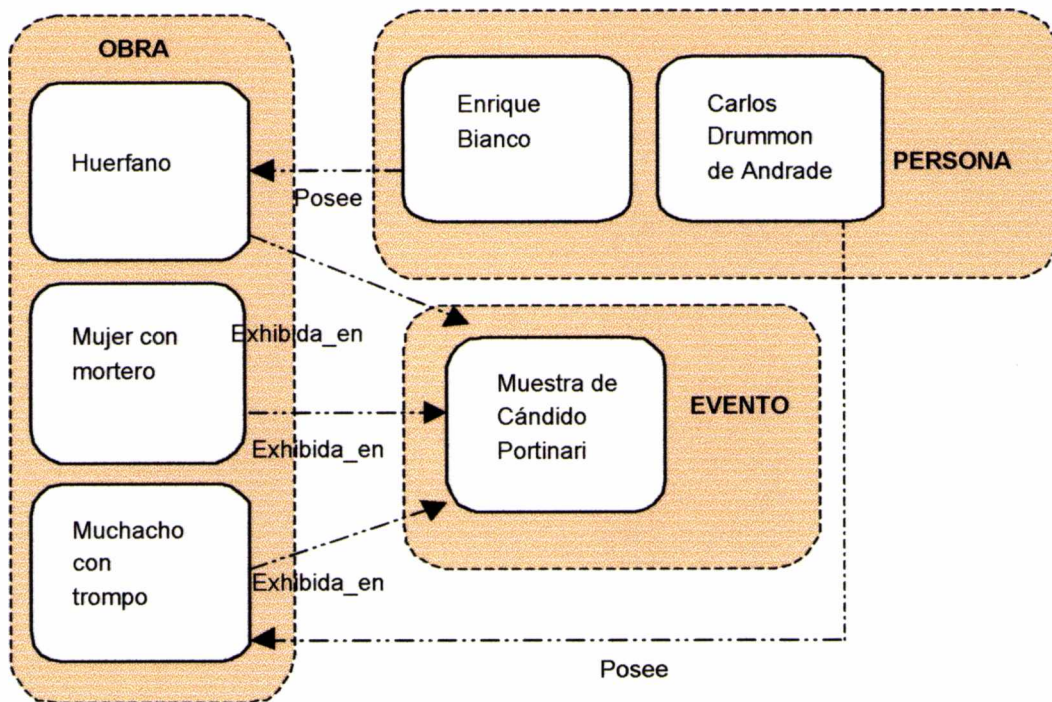 OBRA
Huerfano
Mujer con
mortero
Muchacho
con
trompo
Enrique
Bianco
Carlos
Drummon
de Andrade
PERSONA
Posee
Exhibida_en
Exhibida_en
Exhibida_en
Muestra de
Cándido
Portinari
EVENTO
Posee